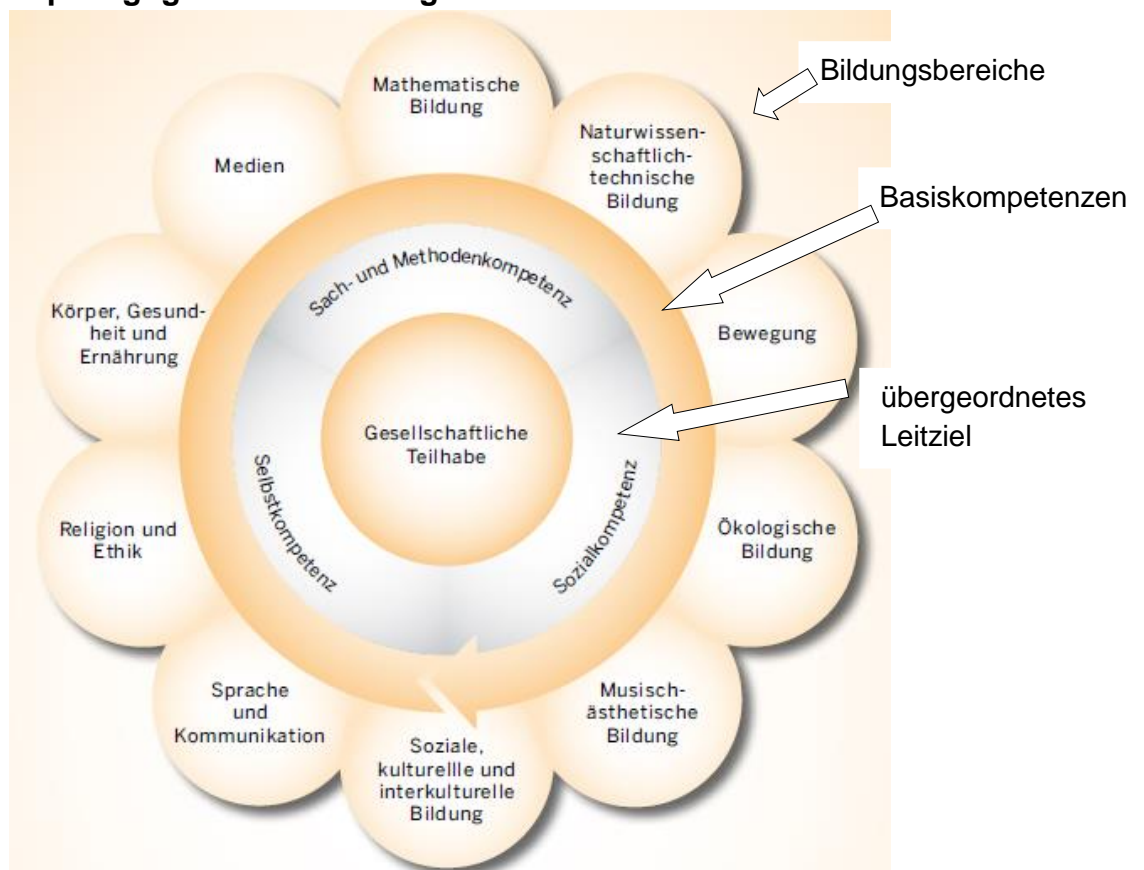 Mathematische
Bildung
Naturwissen-
schaftlich-
technische
Bildung
Bewegung
Ökologische
Bildung
Musisch-
ästhetische
Bildung
Soziale,
kulturellle und
interkulturelle
Bildung
Sprache
und
Kommunikation
Religion und
Ethik
Körper, Gesund-
heit und
Ernährung
Medien
Sach- und Methodenkompetenz
Sozialkompetenz
Selbstkompetenz
Gesellschaftliche
Teilhabe
Bildungsbereiche
Basiskompetenzen
übergeordnetes
Leitziel